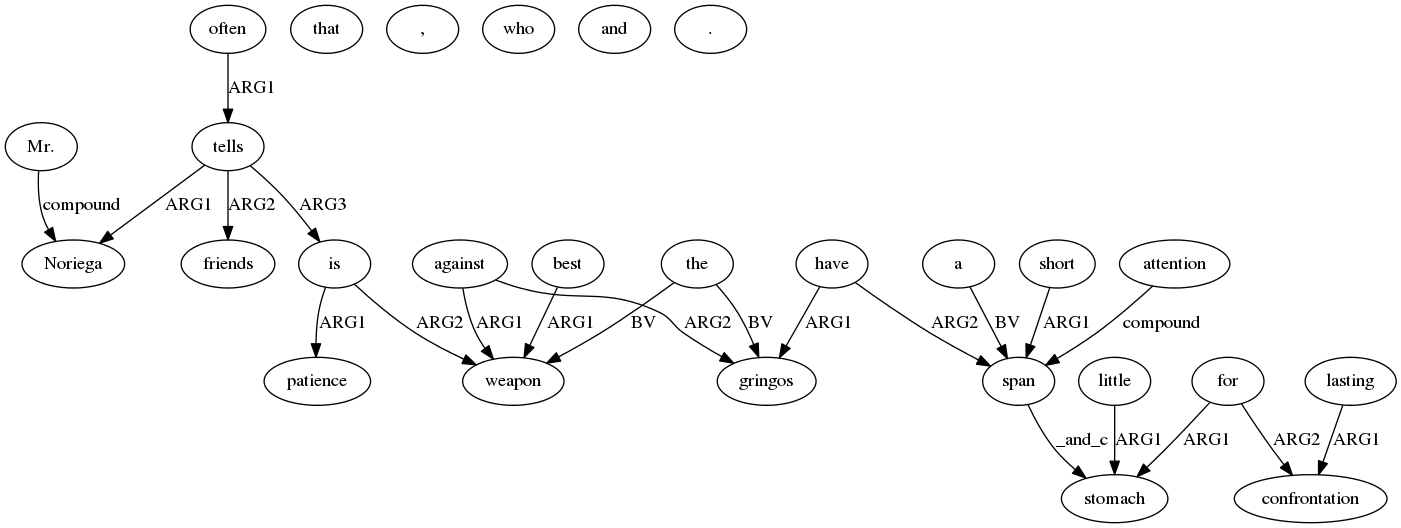 often that , who and .
ARG1
Mr. tells
compound ARG1 ARG2 ARG3
Noriega friends is against best the have a short attention
ARG1 ARG2 ARG1 ARG1 BV ARG2 BV ARG1 ARG2 BV ARG1 compound
patience weapon gringos span little for lasting
_and_c ARG1 ARG1 ARG2 ARG1
stomach confrontation